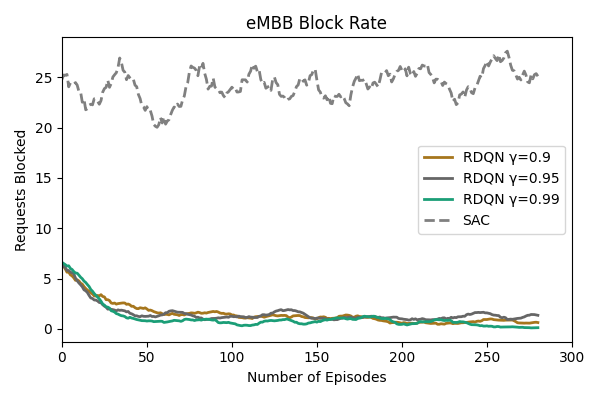 eMBB Block Rate
Requests Blocked
25
20
15
10
5
0
RDQN γ=0.9
RDQN γ=0.95
RDQN γ=0.99
SAC
0 50 100 150 200 250 300
Number of Episodes